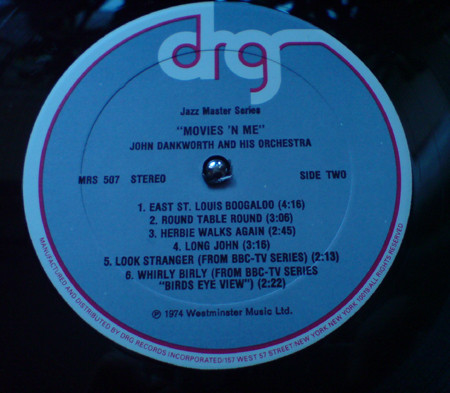 drg
Jazz Master Series
"MOVIES 'N ME"
JOHN DANKWORTH AND HIS ORCHESTRA
MRS 507 STEREO SIDE TWO
1. EAST ST. LOUIS BOOGALOO (4:16)
2. ROUND TABLE ROUND (3:06)
3. HERBIE WALKS AGAIN (2:45)
4. LONG JOHN (3:16)
5. LOOK STRANGER (FROM BBC-TV SERIES) (2:13)
6. WHIRLY BIRLY (FROM BBC-TV SERIES
"BIRDS EYE VIEW") (2:22)
℗ 1974 Westminster Music Ltd.
MANUFACTURED AND DISTRIBUTED BY DRG RECORDS INCORPORATED/157 WEST 57 STREET NEW YORK NEW YORK 10019 ALL RIGHTS RESERVED